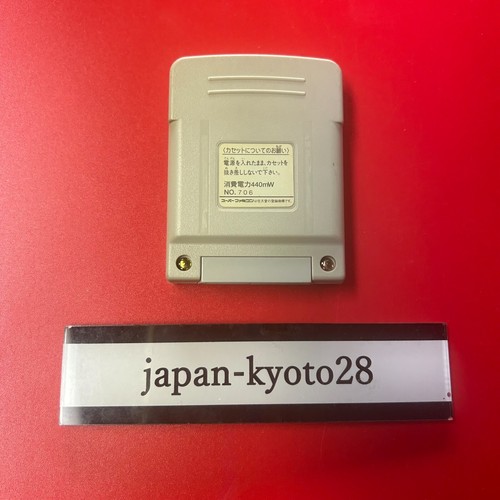 〈カセットについてのお願い〉
電源を入れたまま、カセットを
抜き差ししないで下さい。
消費電力440mW
NO.706
japan-kyoto28